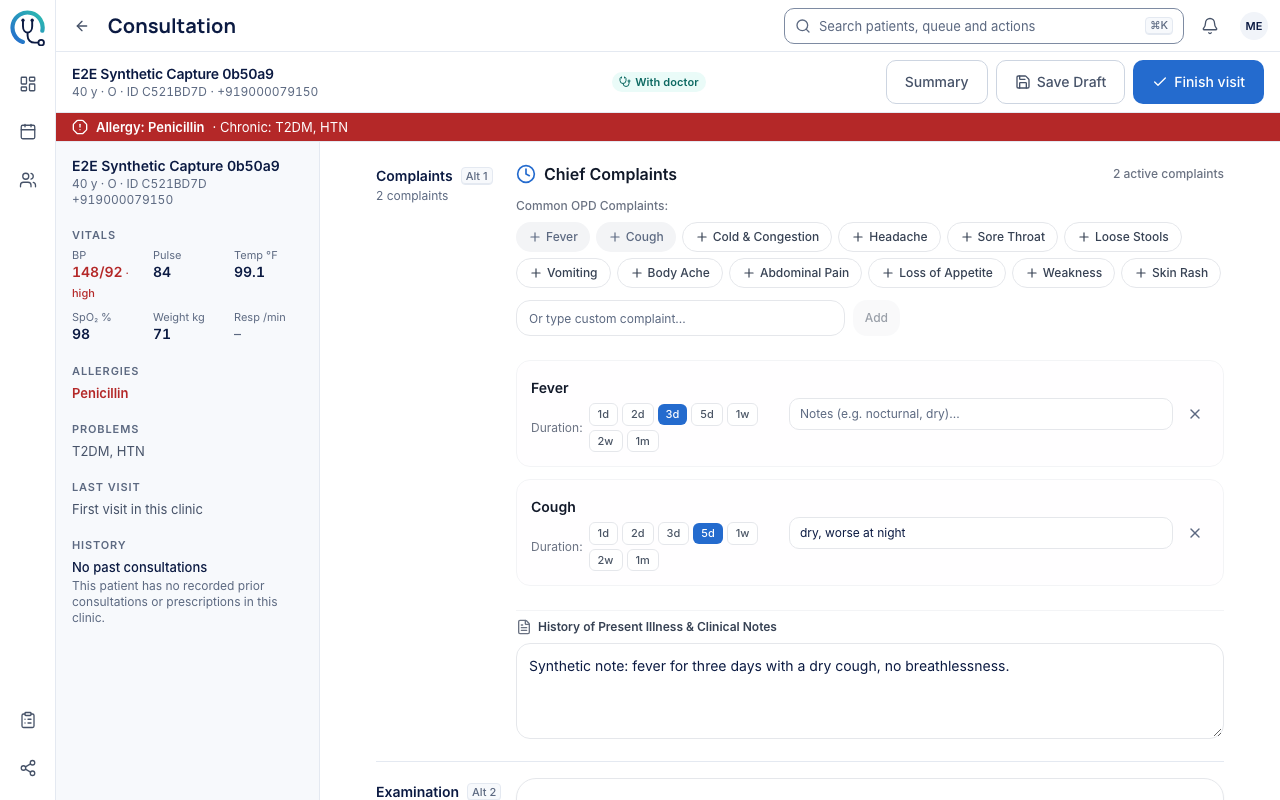 Consultation
Search patients, queue and actions
⌘K
ME
E2E Synthetic Capture 0b50a9
40 y · O · ID C521BD7D · +919000079150
With doctor
Summary
Save Draft
Finish visit
Allergy: Penicillin · Chronic: T2DM, HTN
E2E Synthetic Capture 0b50a9
40 y · O · ID C521BD7D
+919000079150
VITALS
BP Pulse Temp °F
148/92 · 84 99.1
high
SpO₂ % Weight kg Resp /min
98 71 –
ALLERGIES
Penicillin
PROBLEMS
T2DM, HTN
LAST VISIT
First visit in this clinic
HISTORY
No past consultations
This patient has no recorded prior
consultations or prescriptions in this
clinic.
Complaints Alt 1
2 complaints
Chief Complaints
2 active complaints
Common OPD Complaints:
+ Fever + Cough + Cold & Congestion + Headache + Sore Throat + Loose Stools
+ Vomiting + Body Ache + Abdominal Pain + Loss of Appetite + Weakness + Skin Rash
Or type custom complaint...
Add
Fever
Duration: 1d 2d 3d 5d 1w
2w 1m
Notes (e.g. nocturnal, dry)...
Cough
Duration: 1d 2d 3d 5d 1w
2w 1m
dry, worse at night
History of Present Illness & Clinical Notes
Synthetic note: fever for three days with a dry cough, no breathlessness.
Examination Alt 2